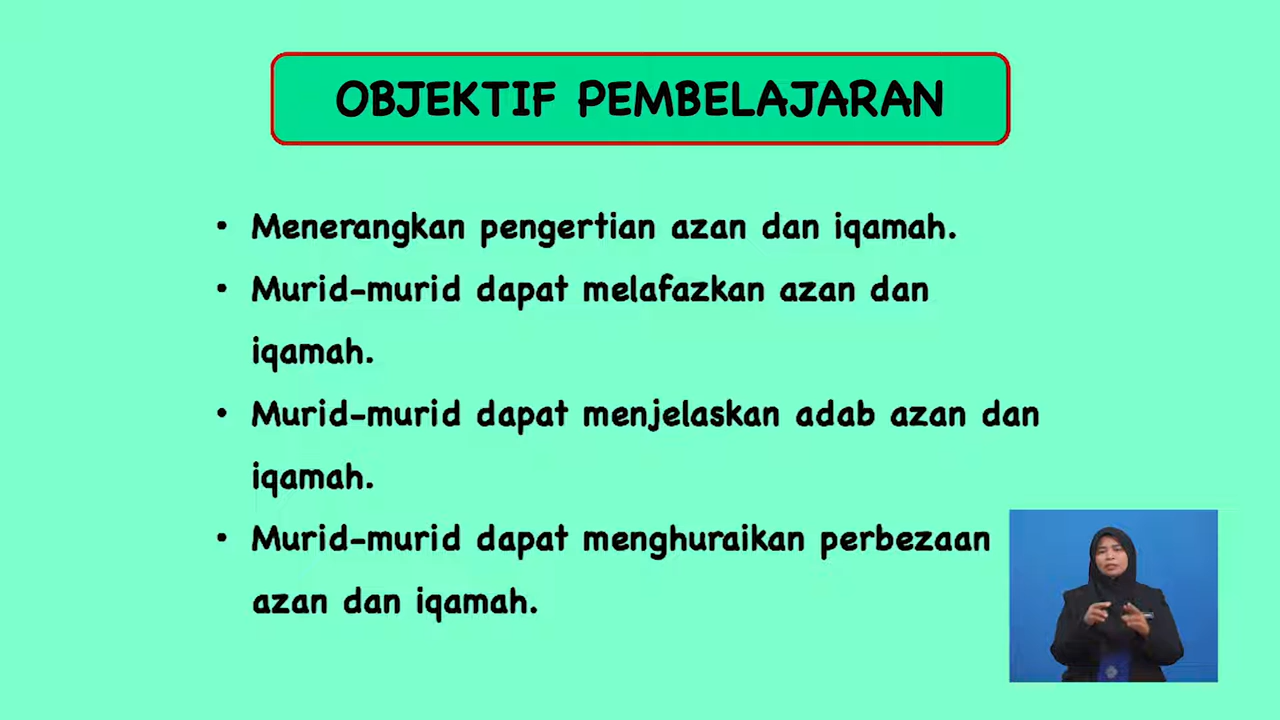 OBJEKTIF PEMBELAJARAN
• Menerangkan pengertian azan dan iqamah.
• Murid-murid dapat melafazkan azan dan
iqamah.
• Murid-murid dapat menjelaskan adab azan dan
iqamah.
• Murid-murid dapat menghuraikan perbezaan
azan dan iqamah.